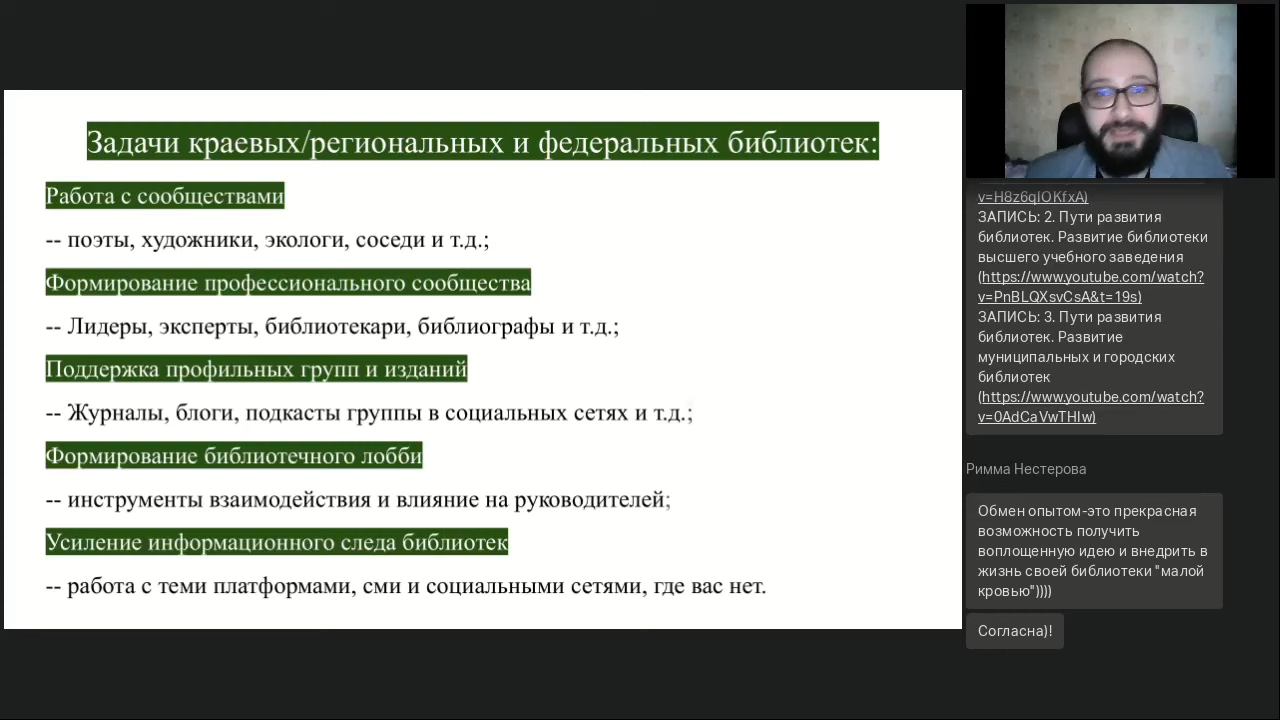 Задачи краевых/региональных и федеральных библиотек:
Работа с сообществами
-- поэты, художники, экологи, соседи и т.д.;
Формирование профессионального сообщества
-- Лидеры, эксперты, библиотекари, библиографы и т.д.;
Поддержка профильных групп и изданий
-- Журналы, блоги, подкасты группы в социальных сетях и т.д.;
Формирование библиотечного лобби
-- инструменты взаимодействия и влияние на руководителей;
Усиление информационного следа библиотек
-- работа с теми платформами, сми и социальными сетями, где вас нет.
v=H8z6qlOKfxA)
ЗАПИСЬ: 2. Пути развития
библиотек. Развитие библиотеки
высшего учебного заведения
(https://www.youtube.com/watch?
v=PnBLQXsvCsA&t=19s)
ЗАПИСЬ: 3. Пути развития
библиотек. Развитие
муниципальных и городских
библиотек
(https://www.youtube.com/watch?
v=0AdCaVwTHIw)
Римма Нестерова
Обмен опытом-это прекрасная
возможность получить
воплощенную идею и внедрить в
жизнь своей библиотеки "малой
кровью"))))
Согласна)!